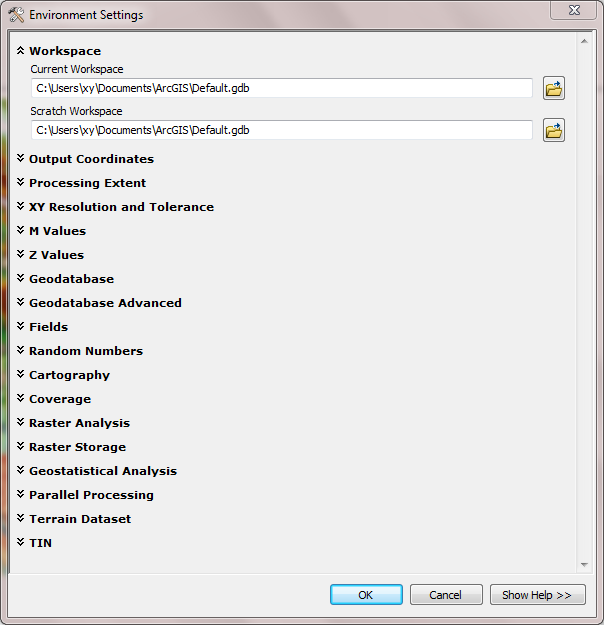 Environment Settings
Workspace
Current Workspace
C:\Users\xy\Documents\ArcGIS\Default.gdb
Scratch Workspace
C:\Users\xy\Documents\ArcGIS\Default.gdb
Output Coordinates
Processing Extent
XY Resolution and Tolerance
M Values
Z Values
Geodatabase
Geodatabase Advanced
Fields
Random Numbers
Cartography
Coverage
Raster Analysis
Raster Storage
Geostatistical Analysis
Parallel Processing
Terrain Dataset
TIN
OK Cancel Show Help >>